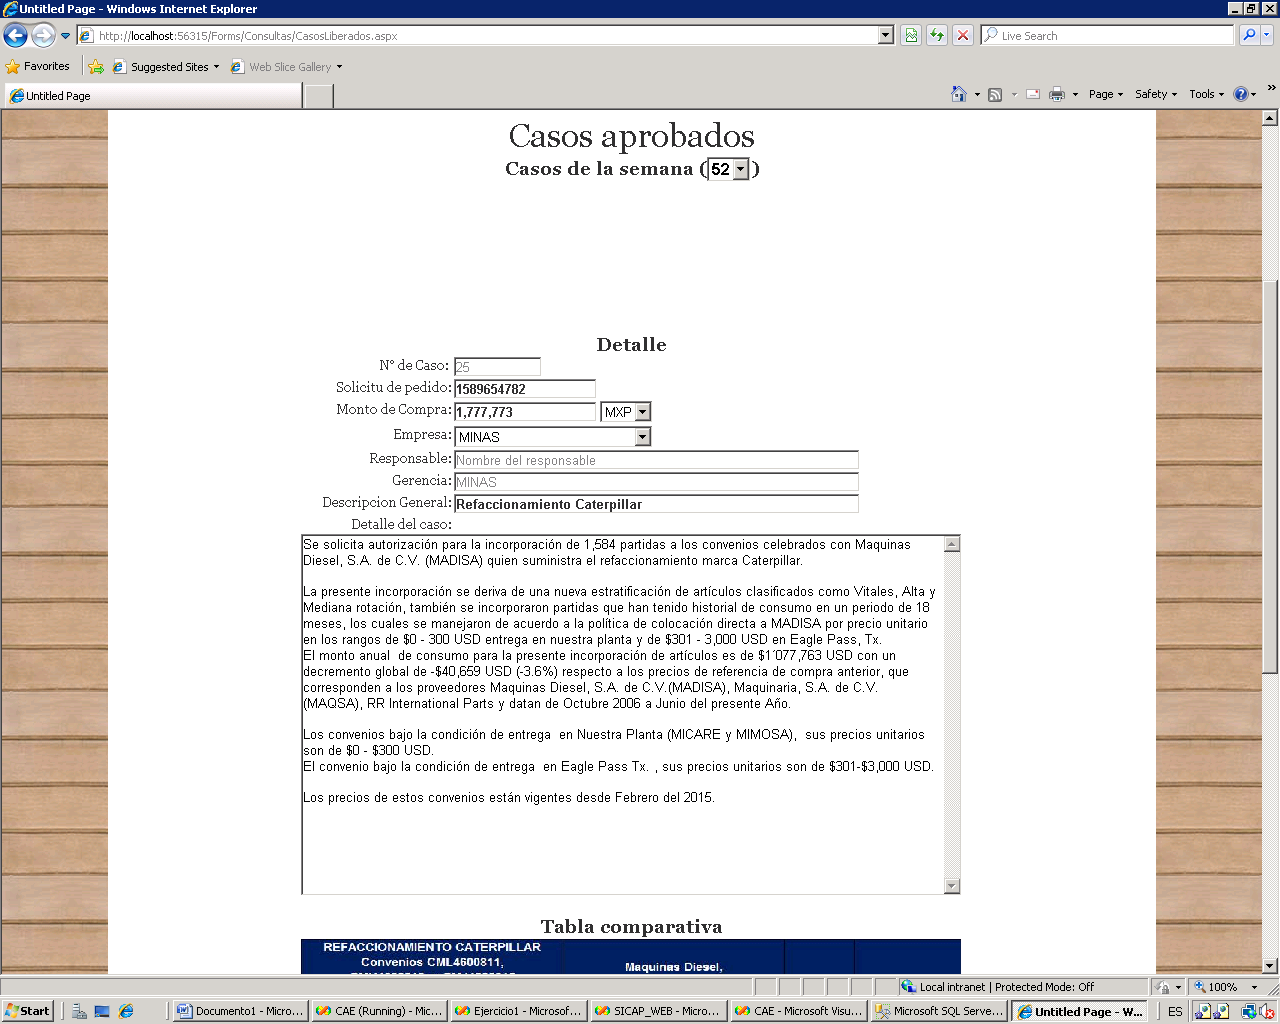 Untitled Page - Windows Internet Explorer
http://localhost:56315/Forms/Consultas/CasosLiberados.aspx
Live Search
Favorites
Suggested Sites
Web Slice Gallery
Untitled Page
Page
Safety
Tools
Casos aprobados
Casos de la semana (52)
Detalle
N° de Caso: 25
Solicitu de pedido: 1589654782
Monto de Compra: 1,777,773 MXP
Empresa: MINAS
Responsable: Nombre del responsable
Gerencia: MINAS
Descripcion General: Refaccionamiento Caterpillar
Detalle del caso:
Se solicita autorización para la incorporación de 1,584 partidas a los convenios celebrados con Maquinas
Diesel, S.A. de C.V. (MADISA) quien suministra el refaccionamiento marca Caterpillar.
La presente incorporación se deriva de una nueva estratificación de artículos clasificados como Vitales, Alta y
Mediana rotación, también se incorporaron partidas que han tenido historial de consumo en un periodo de 18
meses, los cuales se manejaron de acuerdo a la política de colocación directa a MADISA por precio unitario
en los rangos de $0 - 300 USD entrega en nuestra planta y de $301 - 3,000 USD en Eagle Pass, Tx.
El monto anual  de consumo para la presente incorporación de artículos es de $1´077,763 USD con un
decremento global de -$40,659 USD (-3.6%) respecto a los precios de referencia de compra anterior, que
corresponden a los proveedores Maquinas Diesel, S.A. de C.V.(MADISA), Maquinaria, S.A. de C.V.
(MAQSA), RR International Parts y datan de Octubre 2006 a Junio del presente Año.
Los convenios bajo la condición de entrega  en Nuestra Planta (MICARE y MIMOSA),  sus precios unitarios
son de $0 - $300 USD.
El convenio bajo la condición de entrega  en Eagle Pass Tx. , sus precios unitarios son de $301-$3,000 USD.
Los precios de estos convenios están vigentes desde Febrero del 2015.
Tabla comparativa
REFACCIONAMIENTO CATERPILLAR
Convenios CML4600811,
Maquinas Diesel,
Local intranet | Protected Mode: Off
100%
Start
Documento1 - Micro...
CAE (Running) - Mic...
Ejercicio1 - Microsof...
SICAP_WEB - Micro...
CAE - Microsoft Visu...
Microsoft SQL Serve...
Untitled Page - W...
ES